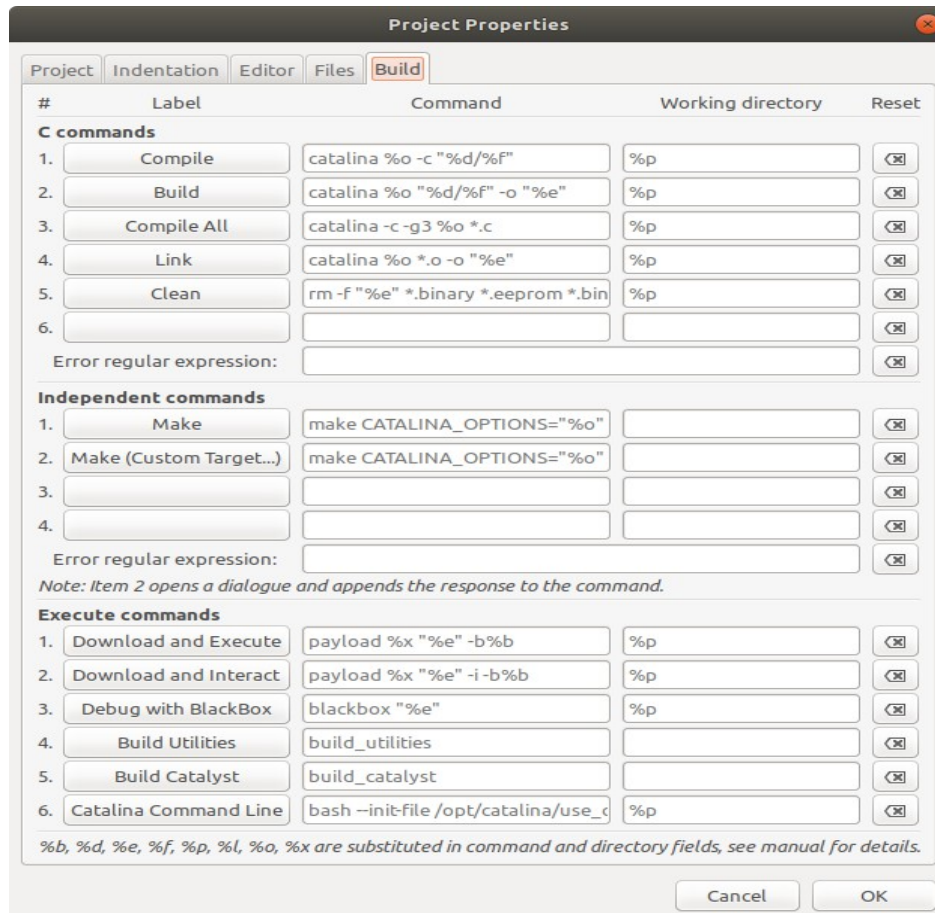 Project Properties
Project Indentation Editor Files Build
# Label Command Working directory Reset
C commands
1. Compile catalina %o -c "%d/%f" %p
2. Build catalina %o "%d/%f" -o "%e" %p
3. Compile All catalina -c -g3 %o *.c %p
4. Link catalina %o *.o -o "%e" %p
5. Clean rm -f "%e" *.binary *.eeprom *.bin %p
6.
Error regular expression:
Independent commands
1. Make make CATALINA_OPTIONS="%o"
2. Make (Custom Target...) make CATALINA_OPTIONS="%o"
3.
4.
Error regular expression:
Note: Item 2 opens a dialogue and appends the response to the command.
Execute commands
1. Download and Execute payload %x "%e" -b%b %p
2. Download and Interact payload %x "%e" -i -b%b %p
3. Debug with BlackBox blackbox "%e" %p
4. Build Utilities build_utilities
5. Build Catalyst build_catalyst
6. Catalina Command Line bash --init-file /opt/catalina/use_c %p
%b, %d, %e, %f, %p, %l, %o, %x are substituted in command and directory fields, see manual for details.
Cancel OK